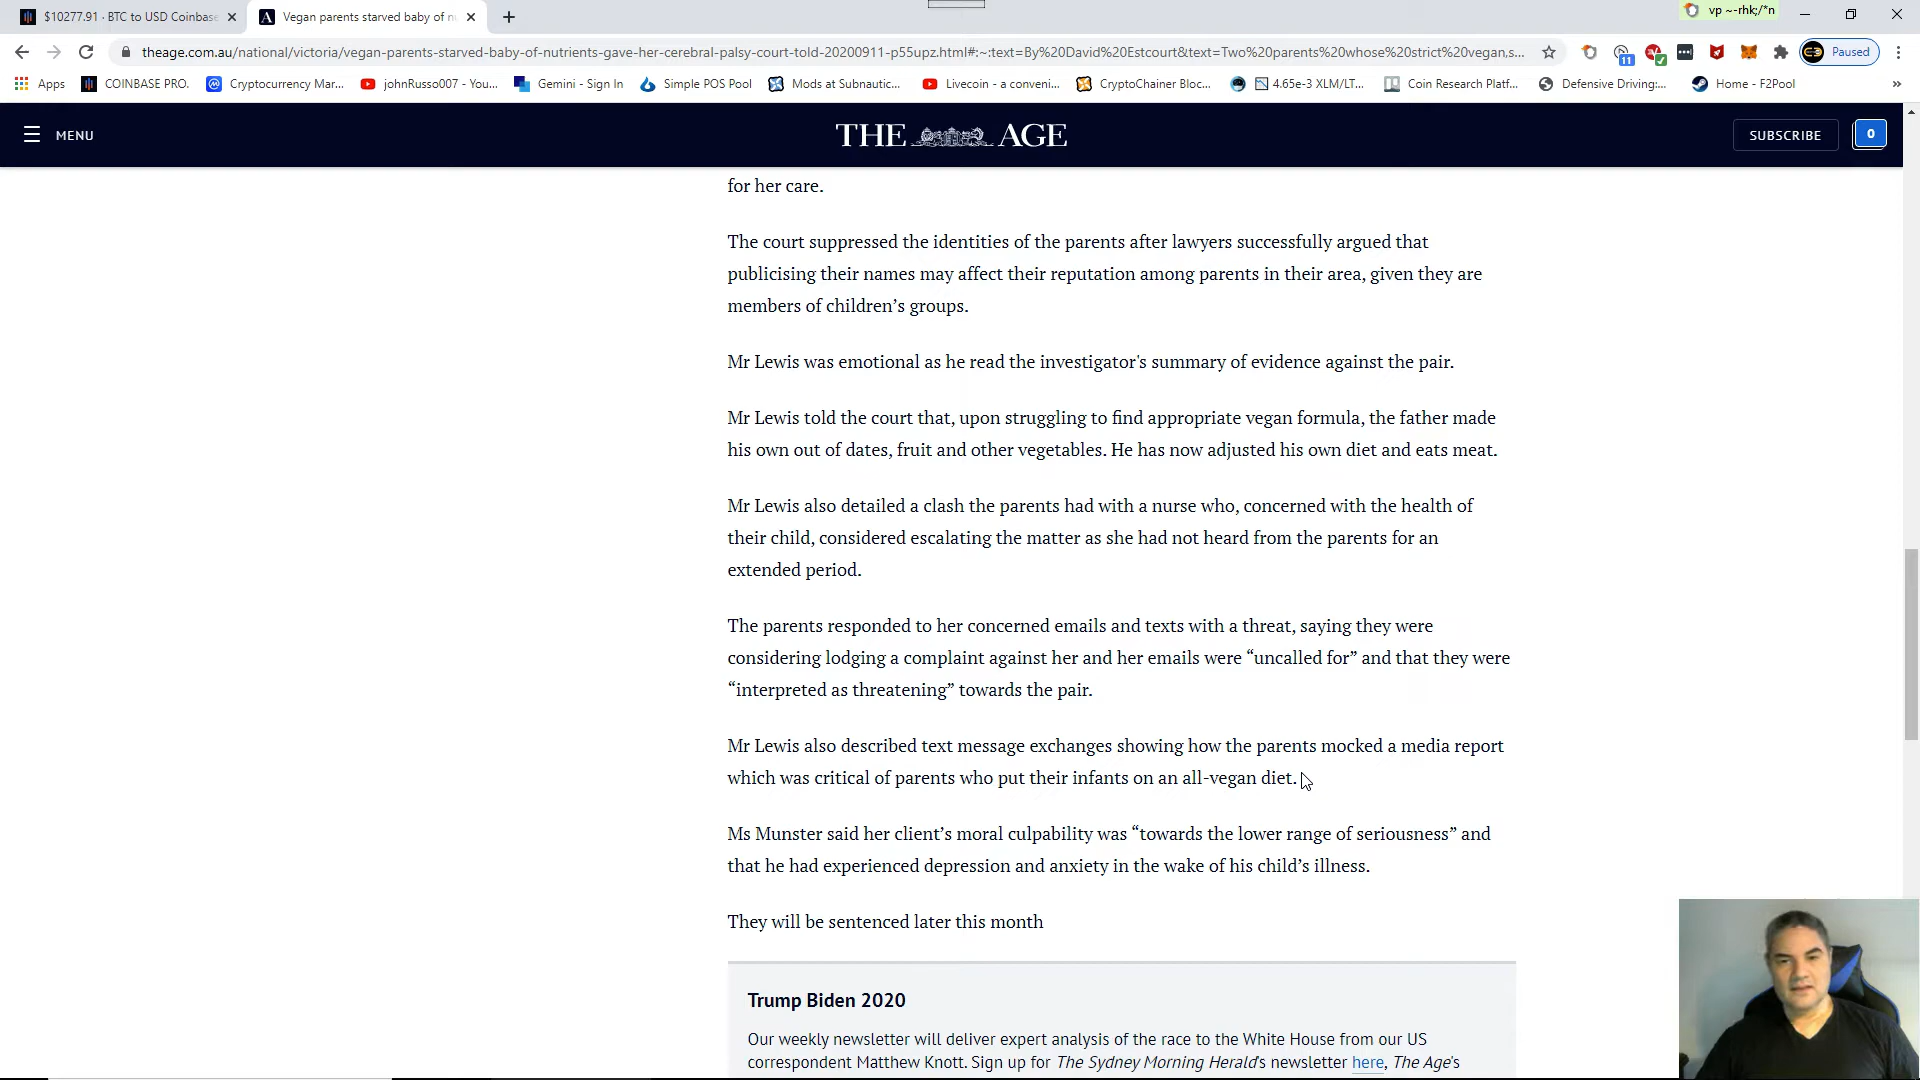 $10277.91 · BTC to USD Coinbase
Vegan parents starved baby of n
vp ~-rhk;/*n
theage.com.au/national/victoria/vegan-parents-starved-baby-of-nutrients-gave-her-cerebral-palsy-court-told-20200911-p55upz.html#:~:text=By%20David%20Estcourt&text=Two%20parents%20whose%20strict%20vegan,s...
11
Paused
Apps
COINBASE PRO.
Cryptocurrency Mar...
johnRusso007 - You...
Gemini - Sign In
Simple POS Pool
Mods at Subnautic...
Livecoin - a conveni...
CryptoChainer Bloc...
4.65e-3 XLM/LT...
Coin Research Platf...
Defensive Driving:...
Home - F2Pool
»
MENU
THE AGE
SUBSCRIBE
0
for her care.
The court suppressed the identities of the parents after lawyers successfully argued that
publicising their names may affect their reputation among parents in their area, given they are
members of children’s groups.
Mr Lewis was emotional as he read the investigator's summary of evidence against the pair.
Mr Lewis told the court that, upon struggling to find appropriate vegan formula, the father made
his own out of dates, fruit and other vegetables. He has now adjusted his own diet and eats meat.
Mr Lewis also detailed a clash the parents had with a nurse who, concerned with the health of
their child, considered escalating the matter as she had not heard from the parents for an
extended period.
The parents responded to her concerned emails and texts with a threat, saying they were
considering lodging a complaint against her and her emails were “uncalled for” and that they were
“interpreted as threatening” towards the pair.
Mr Lewis also described text message exchanges showing how the parents mocked a media report
which was critical of parents who put their infants on an all-vegan diet.
Ms Munster said her client’s moral culpability was “towards the lower range of seriousness” and
that he had experienced depression and anxiety in the wake of his child’s illness.
They will be sentenced later this month
Trump Biden 2020
Our weekly newsletter will deliver expert analysis of the race to the White House from our US
correspondent Matthew Knott. Sign up for The Sydney Morning Herald's newsletter here, The Age's